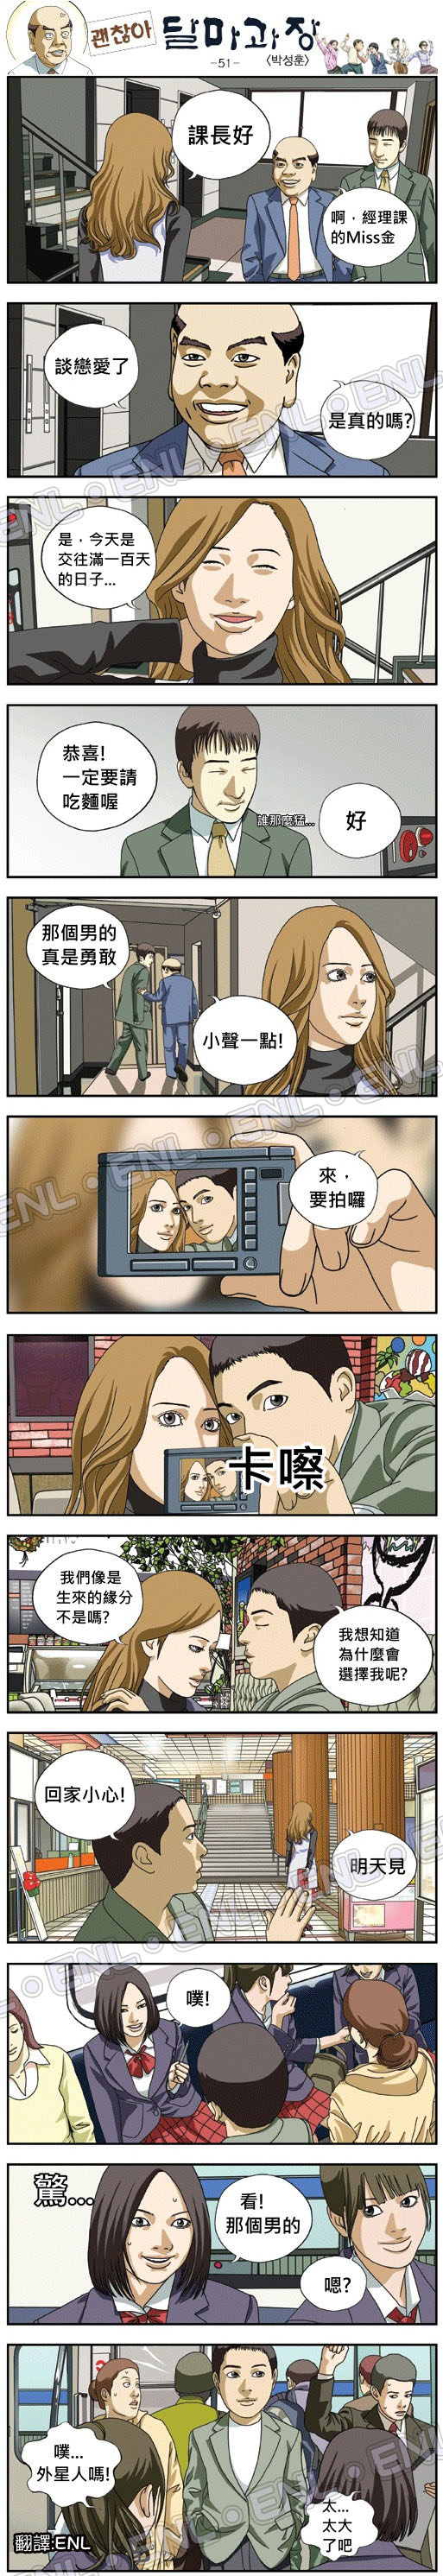 괜찮아
달마과장
-51-
<박성훈>
課長好
啊，經理課
的Miss金
談戀愛了
是真的嗎?
是，今天是
交往滿一百天
的日子...
恭喜!
一定要請
吃麵喔
誰那麼猛...
好
那個男的
真是勇敢
小聲一點!
來，
要拍囉
卡嚓
我們像是
生來的緣分
不是嗎?
我想知道
為什麼會
選擇我呢?
回家小心!
明天見
噗!
驚...
看!
那個男的
嗯?
噗...
外星人嗎!
太...
太大
了吧
翻譯:ENL
ENL